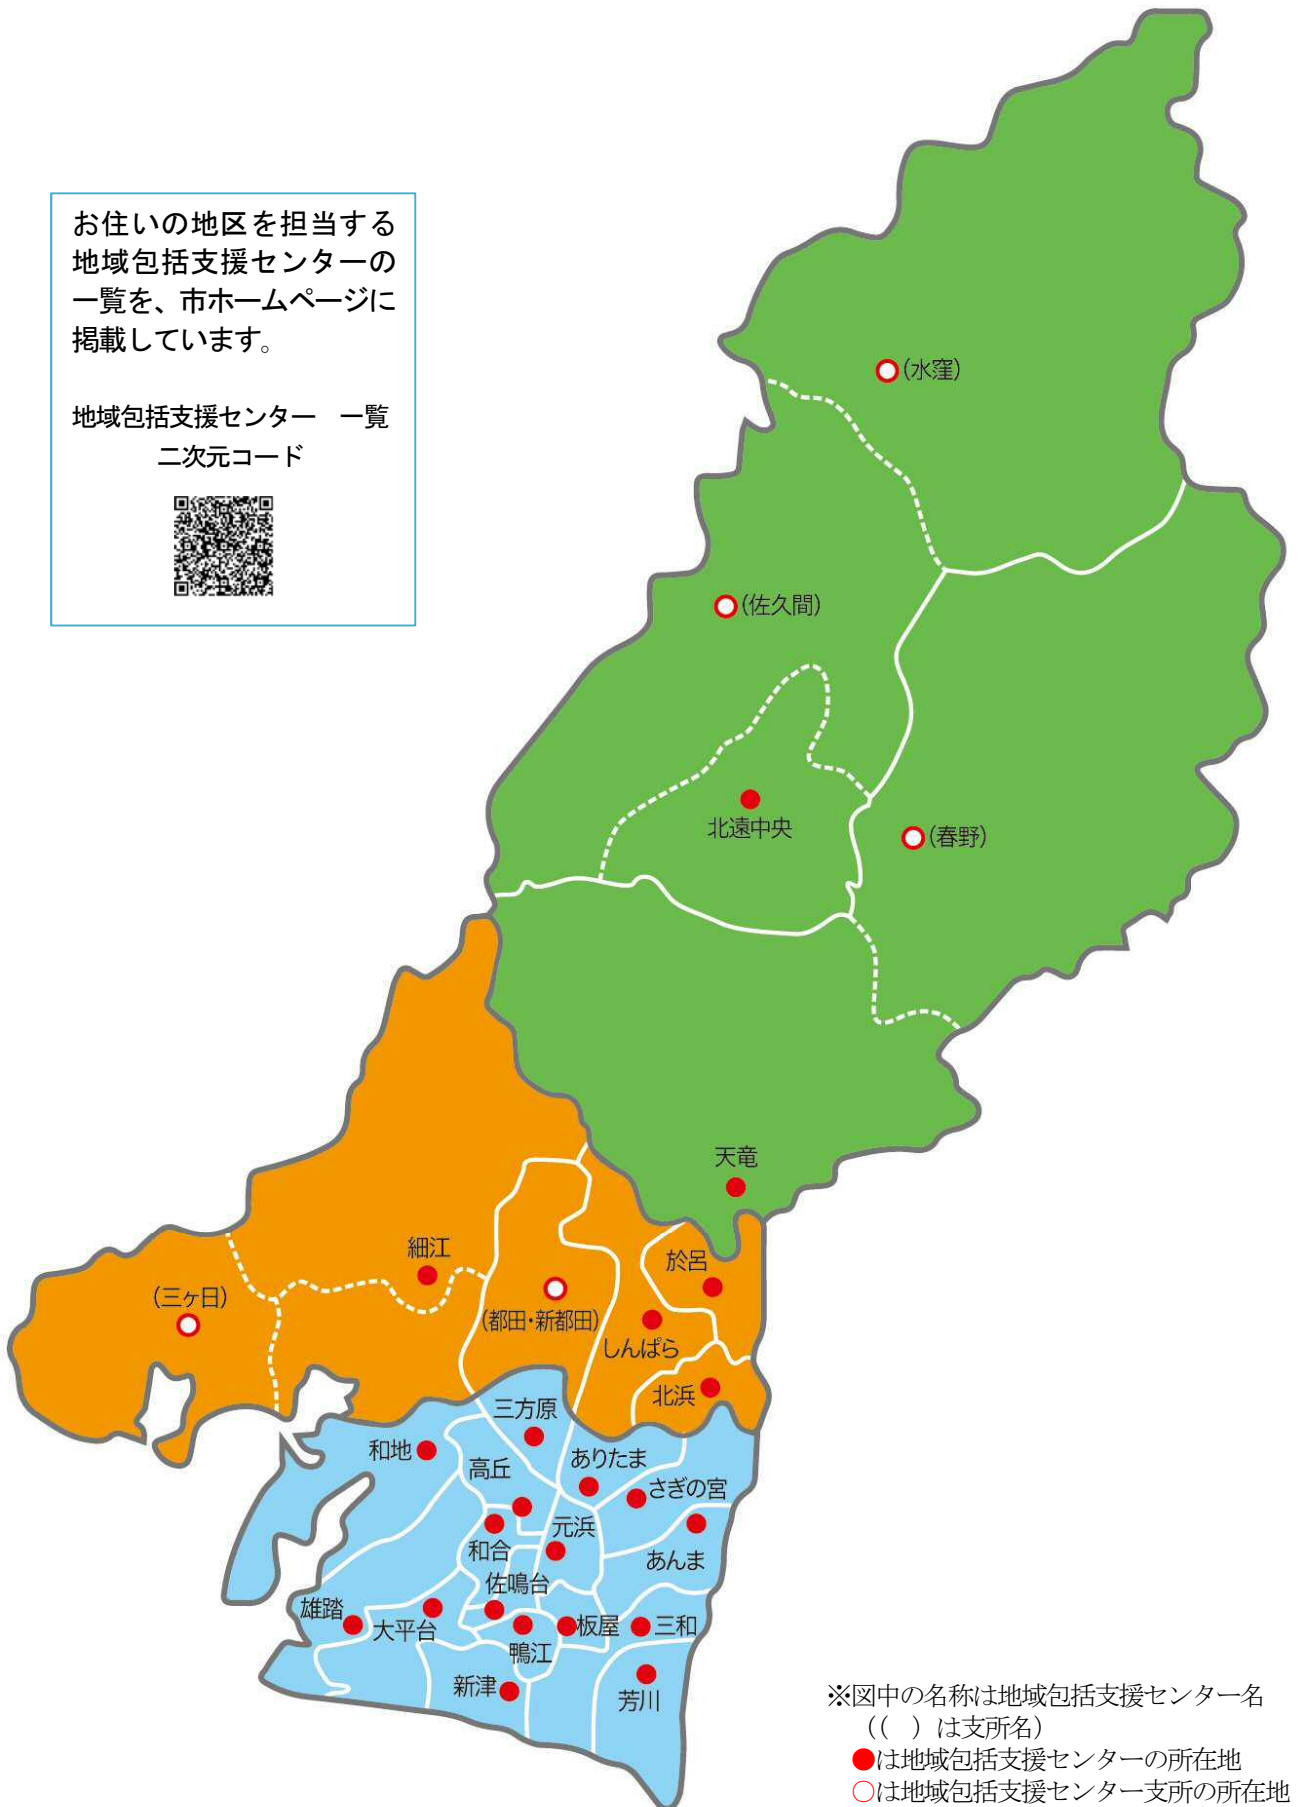 お住いの地区を担当する
地域包括支援センターの
一覧を、市ホームページに
掲載しています。
地域包括支援センター　一覧
二次元コード
(水窪)
(佐久間)
北遠中央
(春野)
天竜
細江
於呂
(三ヶ日)
(都田・新都田)
しんぱら
北浜
三方原
和地
ありたま
高丘
さぎの宮
元浜
和合
あんま
佐鳴台
雄踏
大平台
板屋
三和
鴨江
新津
芳川
※図中の名称は地域包括支援センター名
（(　）は支所名）
●は地域包括支援センターの所在地
○は地域包括支援センター支所の所在地